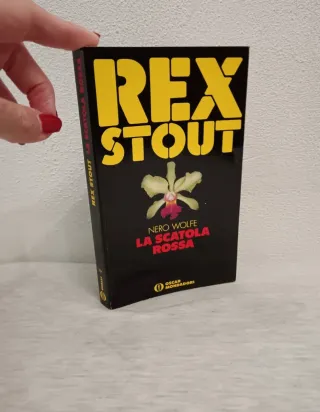 REX
STOUT
NERO WOLFE
LA SCATOLA
ROSSA
OSCAR
MONDADORI
REX STOUT LA SCATOLA ROSSA